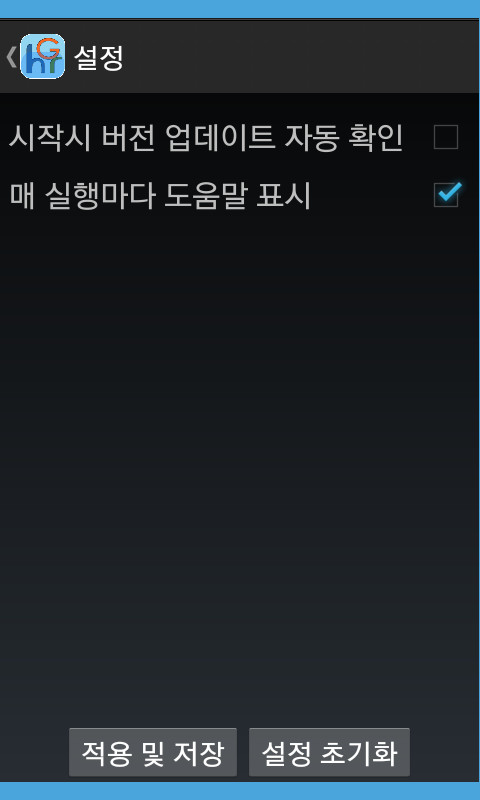 설정
시작시 버전 업데이트 자동 확인
매 실행마다 도움말 표시
적용 및 저장
설정 초기화